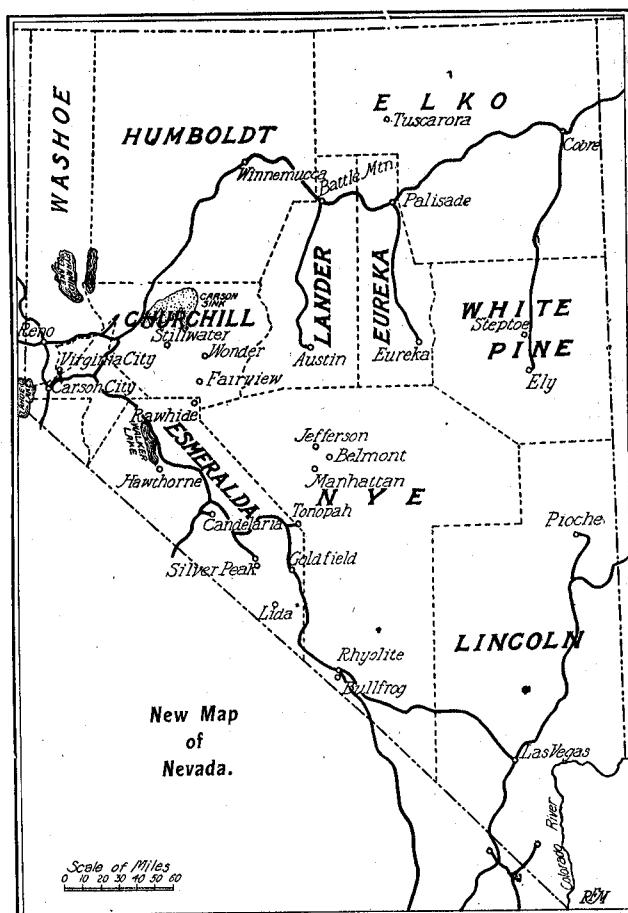 WASHOE
HUMBOLDT
ELKO
Tuscarora
Cobre
Winnemucca
Battle Mtn.
Palisade
LANDER
EUREKA
WHITE
PINE
Steptoe
Ely
CARSON
SINK
CHURCHILL
Reno
Stillwater
Wonder
Austin
Eureka
Virginia City
Carson City
Fairview
Rawhide
WALKER
LAKE
ESMERALDA
Jefferson
Belmont
Manhattan
Hawthorne
NYE
Candelaria
Tonopah
Pioche
Silver Peak
Goldfield
Lida
LINCOLN
Rhyolite
Bullfrog
New Map
of
Nevada.
Las Vegas
Colorado River
Scale of Miles
0 10 20 30 40 50 60